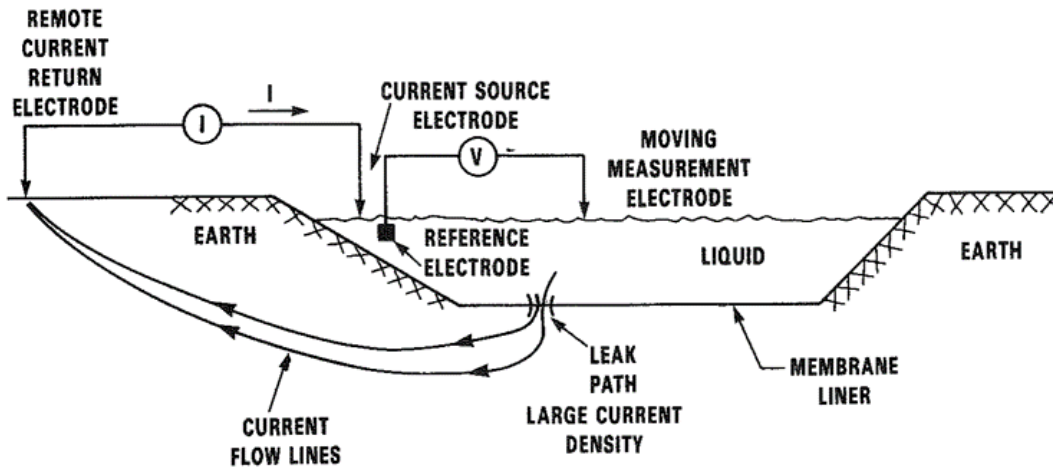 REMOTE
CURRENT
RETURN
ELECTRODE
I
I
CURRENT SOURCE
ELECTRODE
V
MOVING
MEASUREMENT
ELECTRODE
EARTH
REFERENCE
ELECTRODE
LIQUID
EARTH
LEAK
PATH
LARGE CURRENT
DENSITY
MEMBRANE
LINER
CURRENT
FLOW LINES